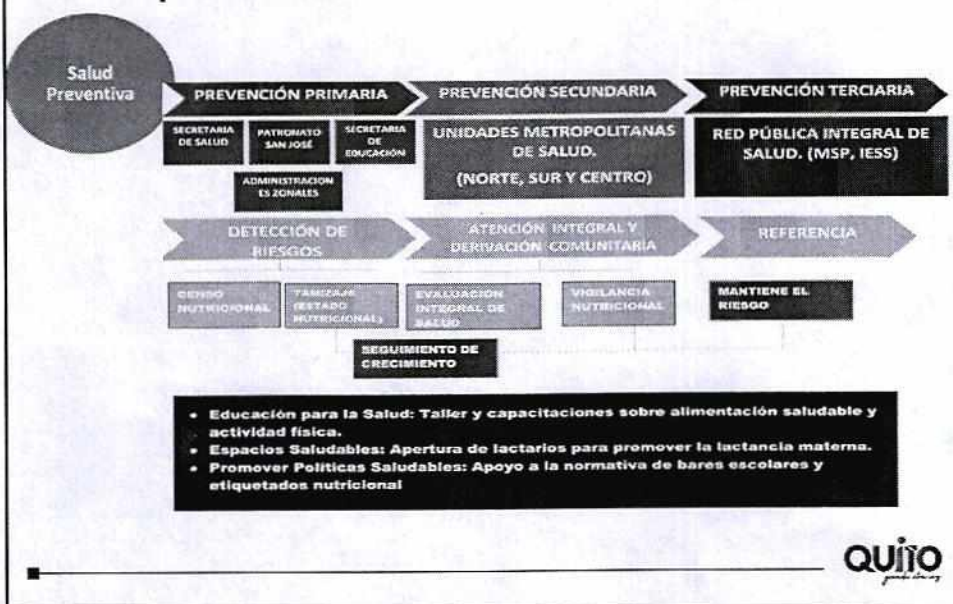 Salud
Preventiva
PREVENCIÓN PRIMARIA
PREVENCIÓN SECUNDARIA
PREVENCIÓN TERCIARIA
SECRETARIA
DE SALUD
PATRONATO
SAN JOSÉ
SECRETARIA
DE
EDUCACIÓN
ADMINISTRACION
ES ZONALES
UNIDADES METROPOLITANAS
DE SALUD.
(NORTE, SUR Y CENTRO)
RED PÚBLICA INTEGRAL DE
SALUD. (MSP, IESS)
DETECCIÓN DE
RIESGOS
ATENCIÓN INTEGRAL Y
DERIVACIÓN COMUNITARIA
REFERENCIA
CENSO
NUTRICIONAL
TAMIZAJE
(ESTADO
NUTRICIONAL)
EVALUACIÓN
INTEGRAL DE
SALUD
VIGILANCIA
NUTRICIONAL
MANTIENE EL
RIESGO
SEGUIMIENTO DE
CRECIMIENTO
• Educación para la Salud: Taller y capacitaciones sobre alimentación saludable y
actividad física.
• Espacios Saludables: Apertura de lactarios para promover la lactancia materna.
• Promover Políticas Saludables: Apoyo a la normativa de bares escolares y
etiquetados nutricional
QUITO